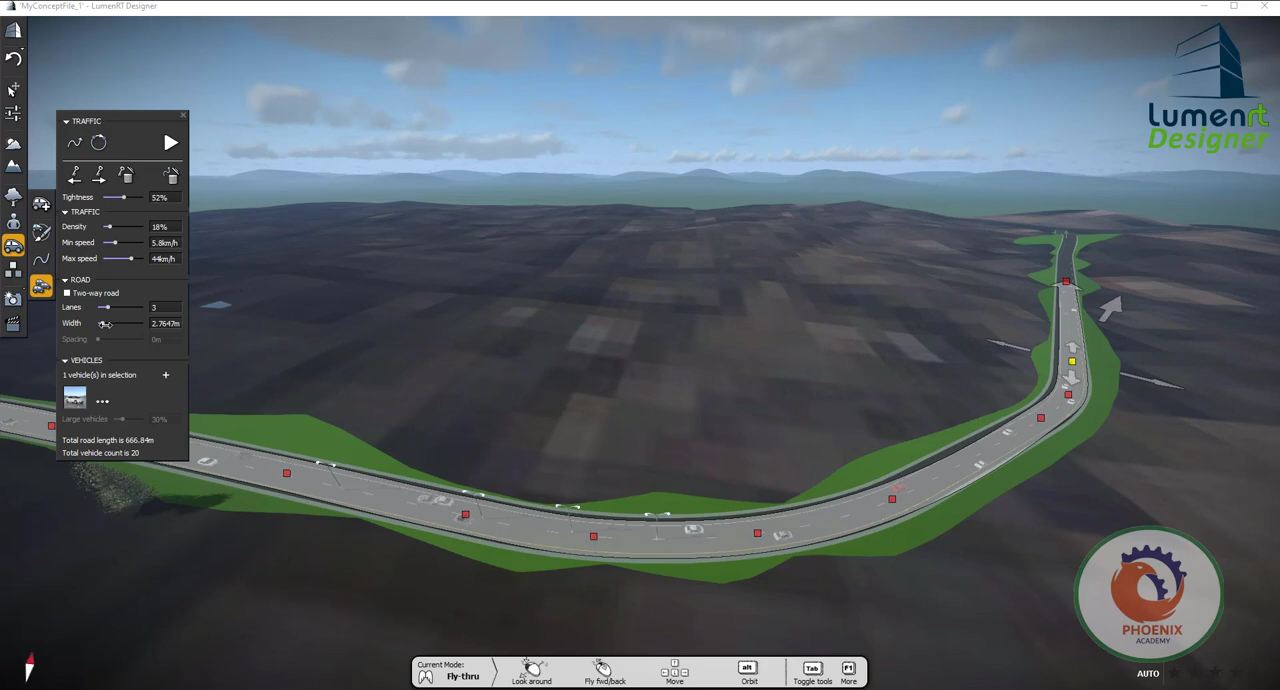 'MyConceptFile_1' - LumenRT Designer
Lumenrt
Designer
TRAFFIC
Tightness 52%
TRAFFIC
Density 18%
Min speed 5.8km/h
Max speed 44km/h
ROAD
Two-way road
Lanes 3
Width 2.7647m
Spacing 0m
VEHICLES
1 vehicle(s) in selection +
Large vehicles 30%
Total road length is 666.84m
Total vehicle count is 20
PHOENIX
ACADEMY
Current Mode:
Fly-thru
Look around
Fly fwd/back
Move
alt
Orbit
Tab
Toggle tools
F1
More
AUTO